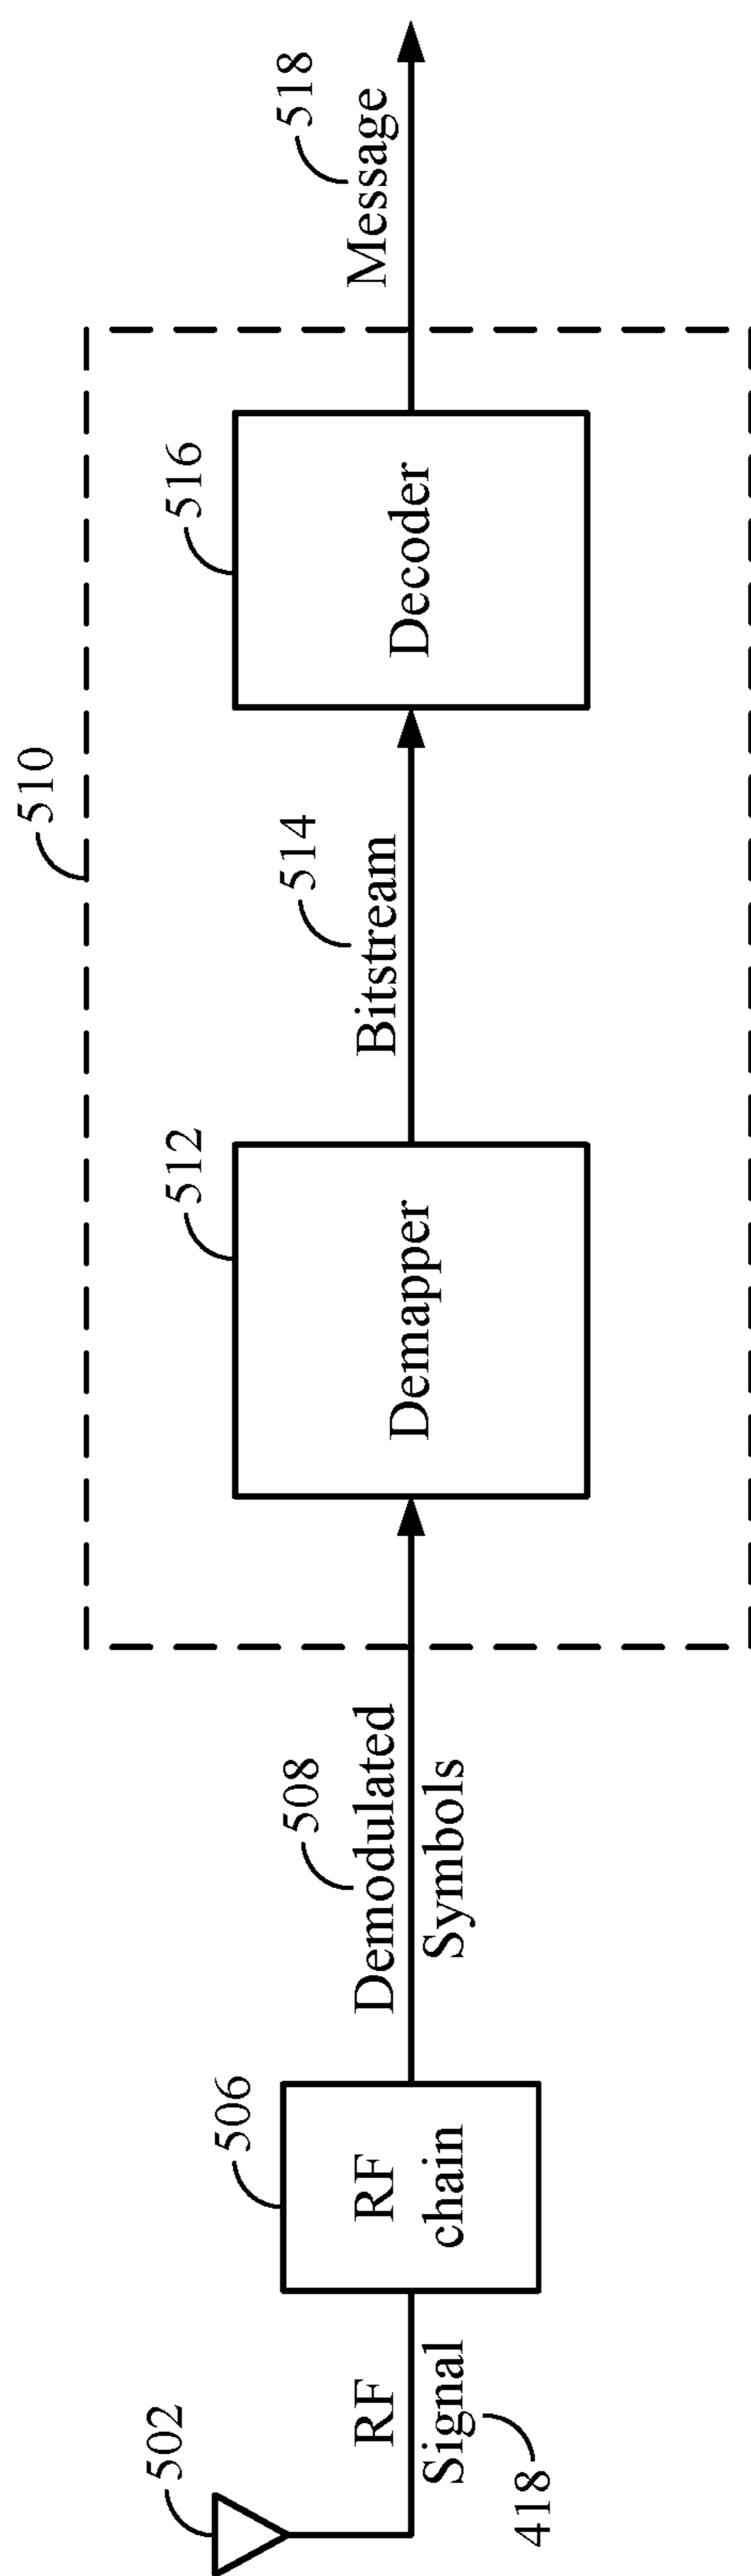 502
RF
Signal
418
506
RF
chain
508
Demodulated
Symbols
510
512
Demapper
514
Bitstream
516
Decoder
518
Message